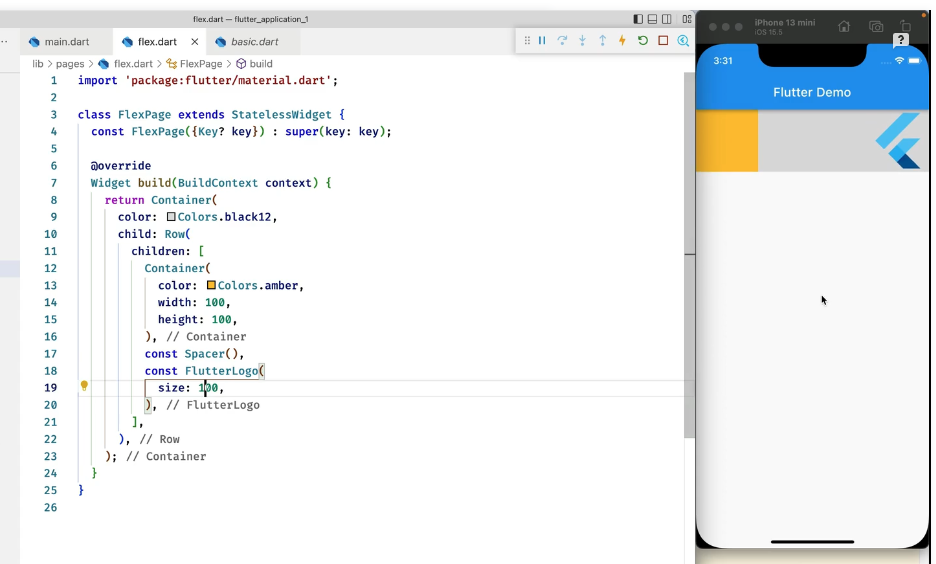 flex.dart — flutter_application_1
main.dart
flex.dart
basic.dart
lib > pages > flex.dart > FlexPage > build
1 import 'package:flutter/material.dart';
2
3 class FlexPage extends StatelessWidget {
4 const FlexPage({Key? key}) : super(key: key);
5
6 @override
7 Widget build(BuildContext context) {
8 return Container(
9 color: Colors.black12,
10 child: Row(
11 children: [
12 Container(
13 color: Colors.amber,
14 width: 100,
15 height: 100,
16 ), // Container
17 const Spacer(),
18 const FlutterLogo(
19 size: 100,
20 ), // FlutterLogo
21 ],
22 ), // Row
23 ); // Container
24 }
25 }
26
iPhone 13 mini
iOS 15.5
?
3:31
Flutter Demo